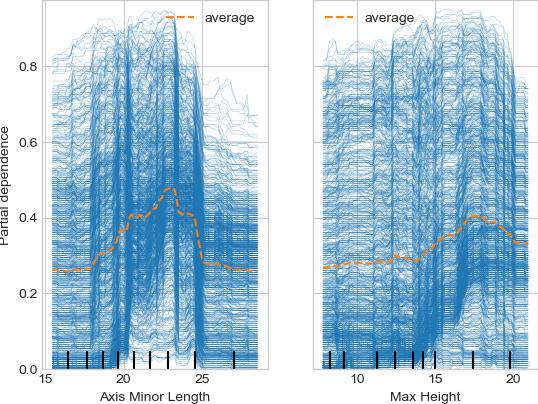 average
average
0.8
0.6
0.4
0.2
0.0
Partial dependence
15 20 25
10 15 20
Axis Minor Length
Max Height